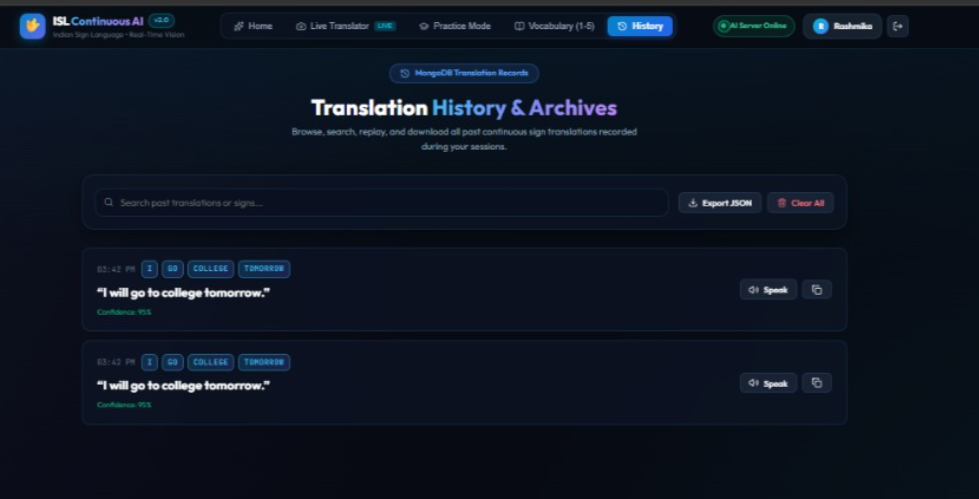 ISL Continuous AI v2.0
Indian Sign Language • Real-Time Vision
Home Live Translator LIVE Practice Mode Vocabulary (1-5) History
AI Server Online R Rashmika
MongoDB Translation Records
Translation History & Archives
Browse, search, replay, and download all past continuous sign translations recorded
during your sessions.
Search past translations or signs... Export JSON Clear All
03:42 PM I GO COLLEGE TOMORROW
“I will go to college tomorrow.” Speak
Confidence: 95%
03:42 PM I GO COLLEGE TOMORROW
“I will go to college tomorrow.” Speak
Confidence: 95%